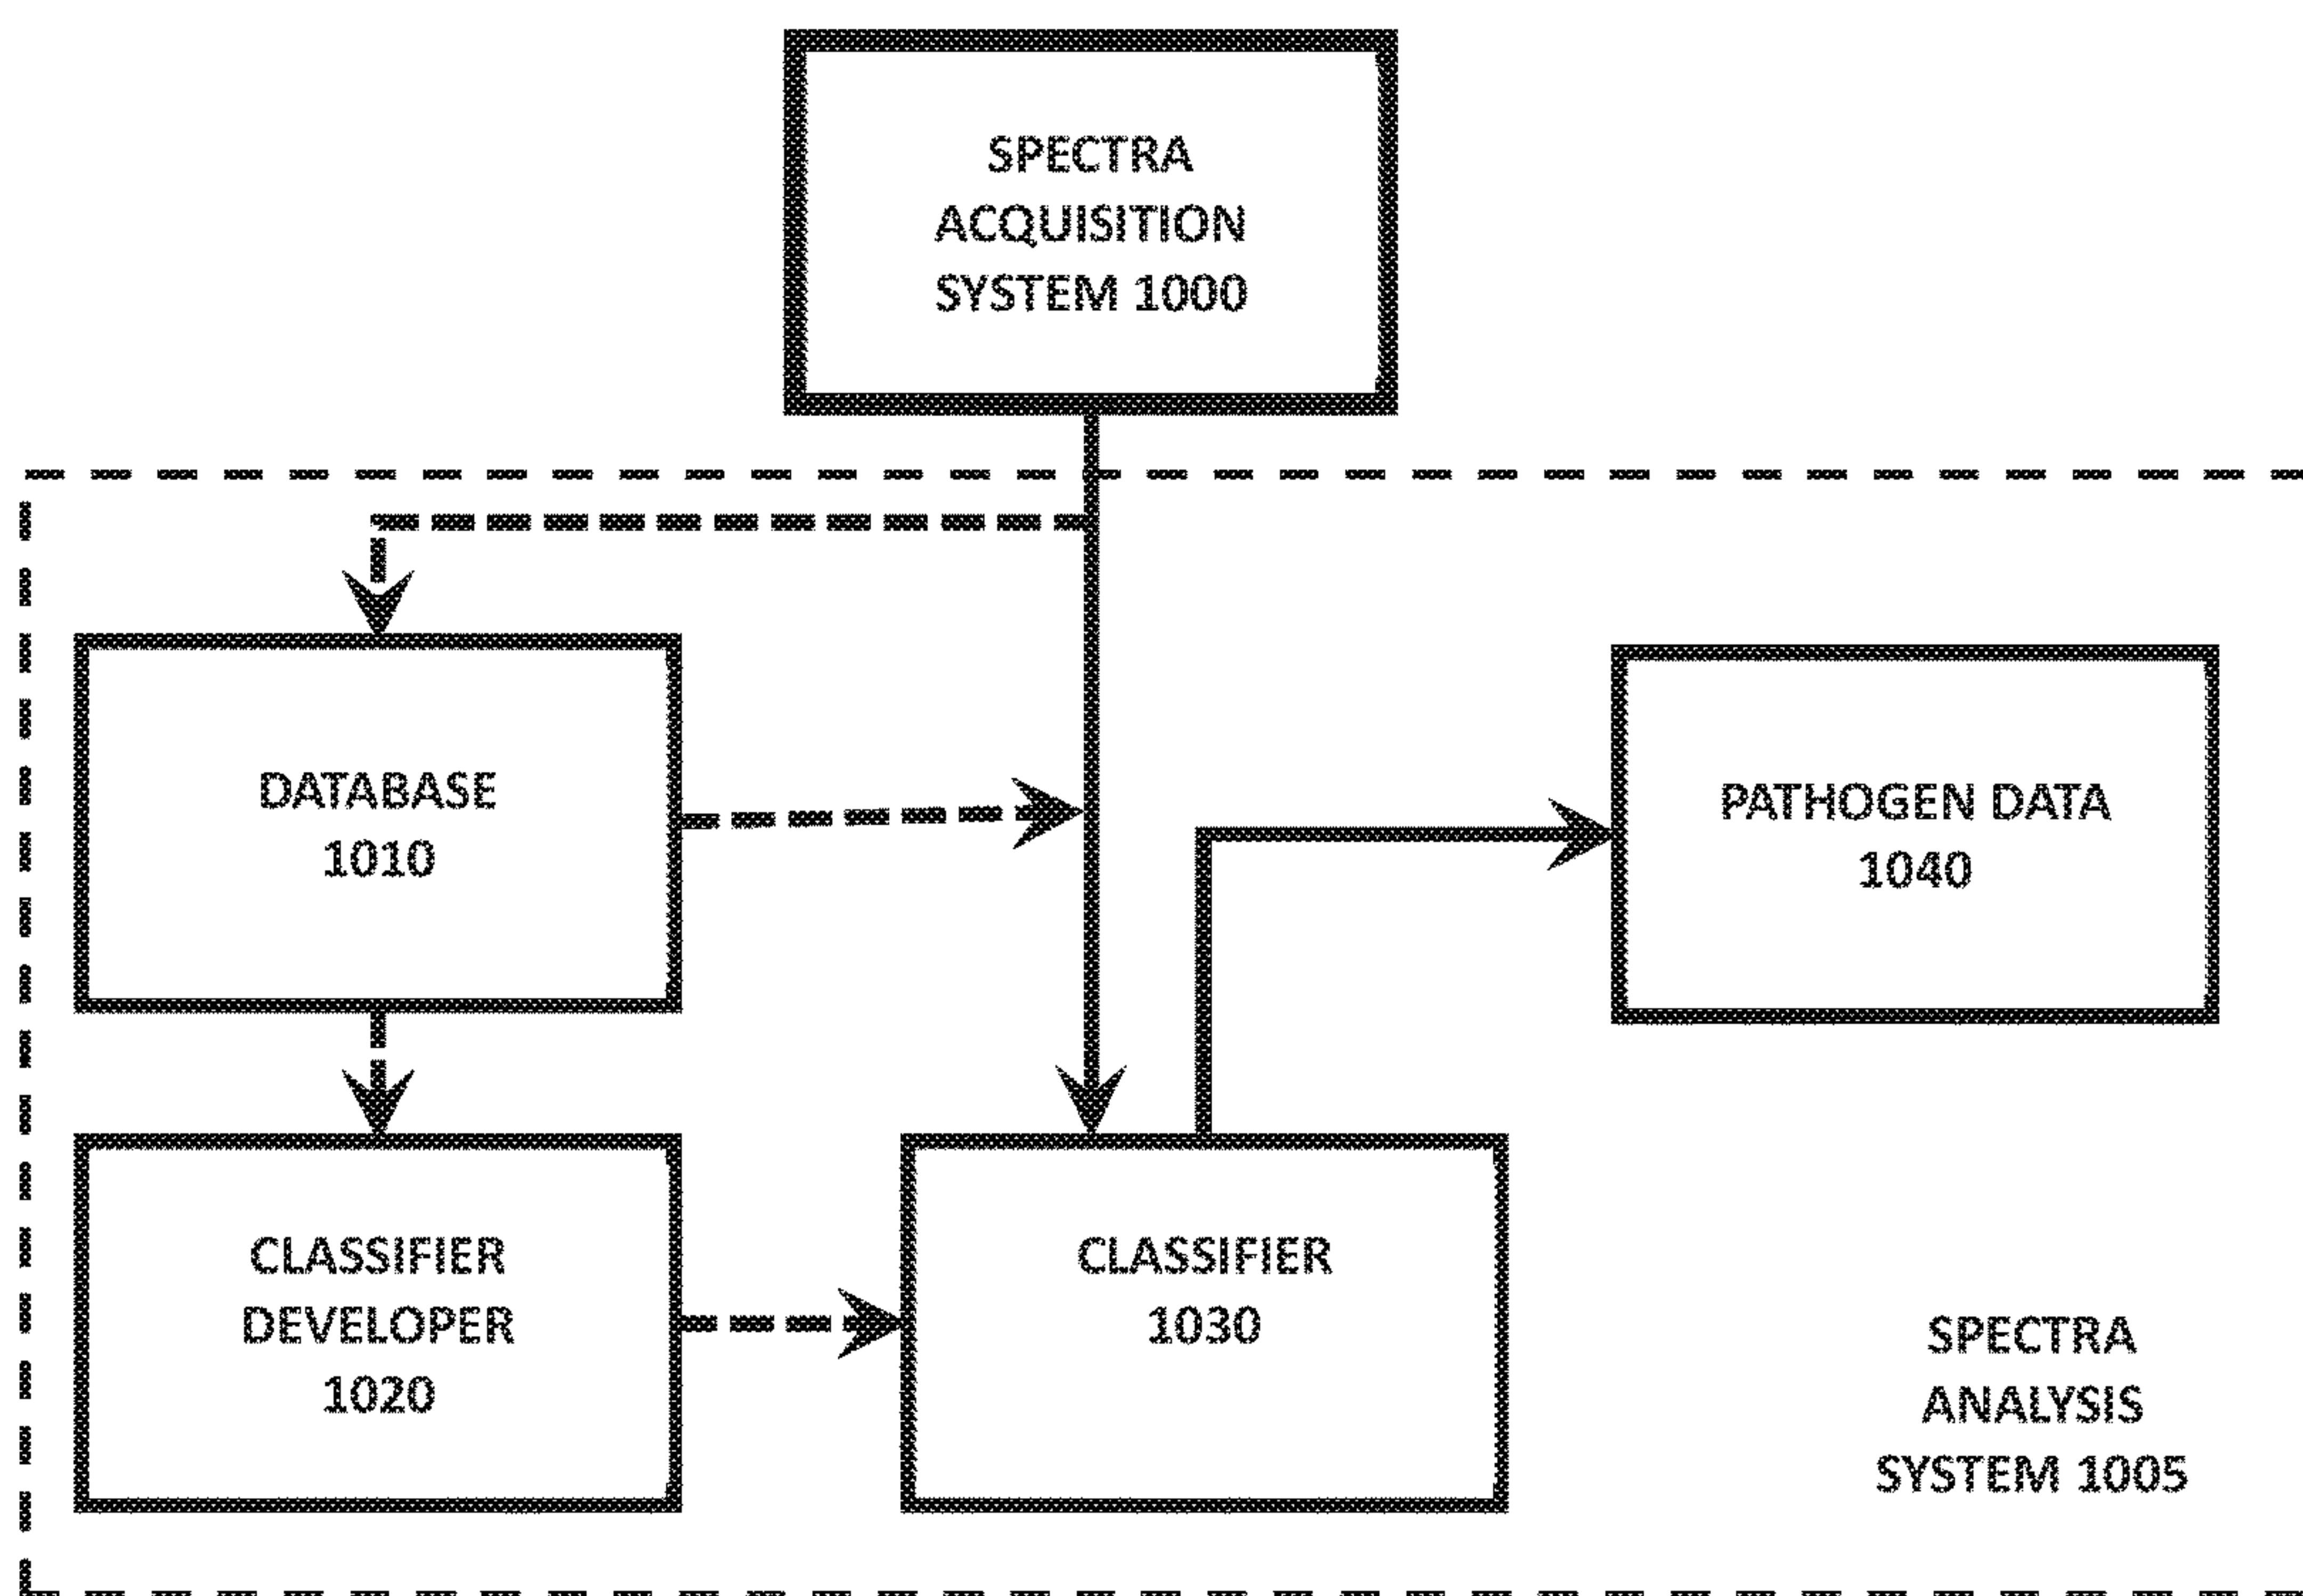 SPECTRA
ACQUISITION
SYSTEM 1000
DATABASE
1010
PATHOGEN DATA
1040
CLASSIFIER
DEVELOPER
1020
CLASSIFIER
1030
SPECTRA
ANALYSIS
SYSTEM 1005